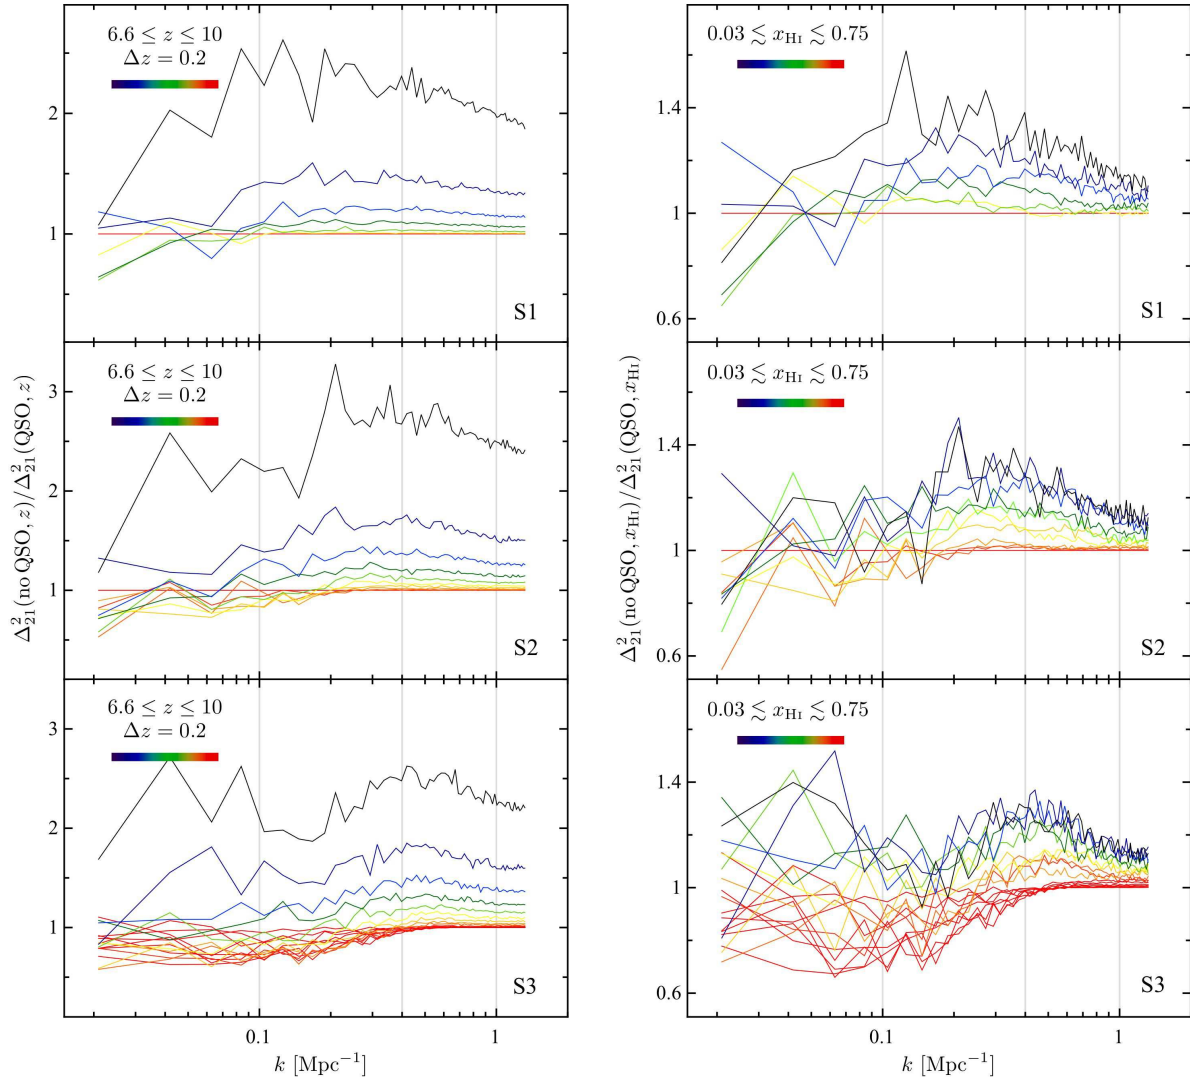 6.6 ≤ z ≤ 10
Δz = 0.2
2
1
S1
6.6 ≤ z ≤ 10
Δz = 0.2
3
2
1
S2
6.6 ≤ z ≤ 10
Δz = 0.2
3
2
1
S3
0.1
1
k [Mpc⁻¹]
Δ²₂₁(no QSO, z)/Δ²₂₁(QSO, z)
0.03 ≲ x_HI ≲ 0.75
1.4
1
0.6
S1
0.03 ≲ x_HI ≲ 0.75
1.4
1
0.6
S2
0.03 ≲ x_HI ≲ 0.75
1.4
1
0.6
S3
0.1
1
k [Mpc⁻¹]
Δ²₂₁(no QSO, x_HI)/Δ²₂₁(QSO, x_HI)